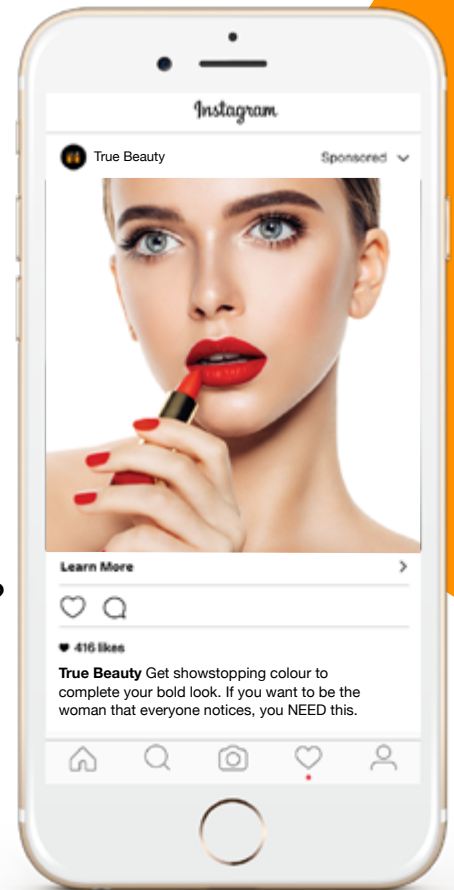 Instagram
True Beauty Sponsored
Learn More
416 likes
True Beauty Get showstopping colour to
complete your bold look. If you want to be the
woman that everyone notices, you NEED this.